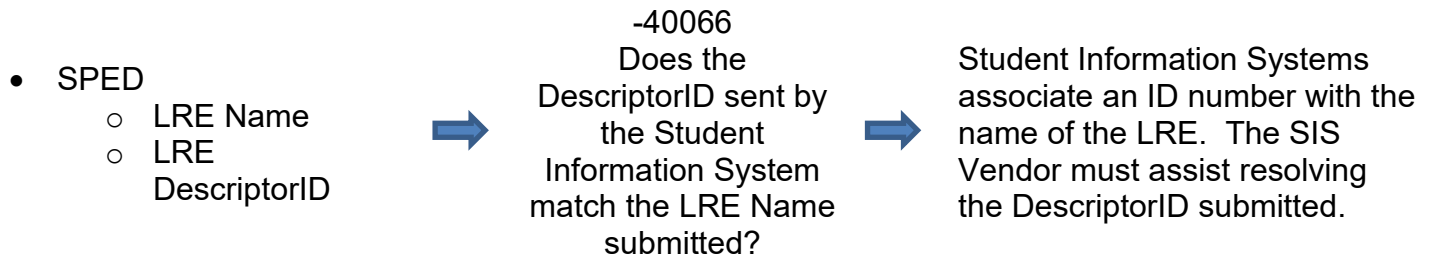 • SPED
o LRE Name
o LRE
DescriptorID
-40066
Does the
DescriptorID sent by
the Student
Information System
match the LRE Name
submitted?
Student Information Systems
associate an ID number with the
name of the LRE.  The SIS
Vendor must assist resolving
the DescriptorID submitted.